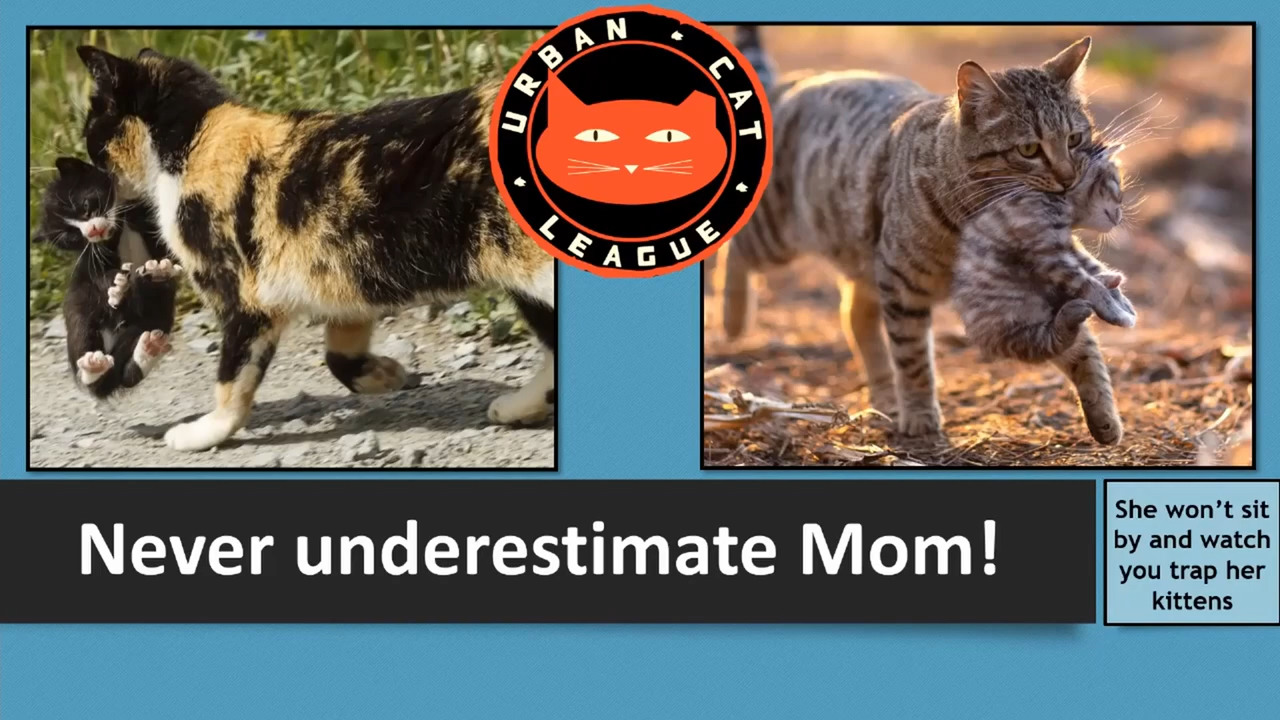 URBAN CAT
LEAGUE
Never underestimate Mom!
She won’t sit
by and watch
you trap her
kittens